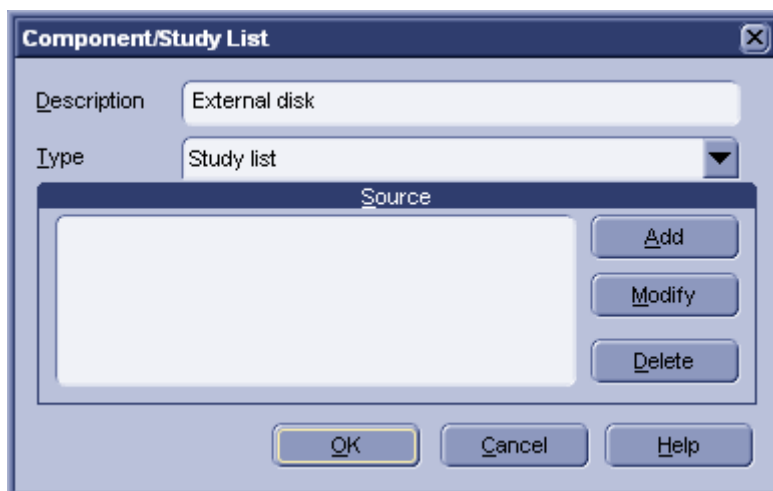 Component/Study List
Description External disk
Type Study list
Source
Add
Modify
Delete
OK Cancel Help